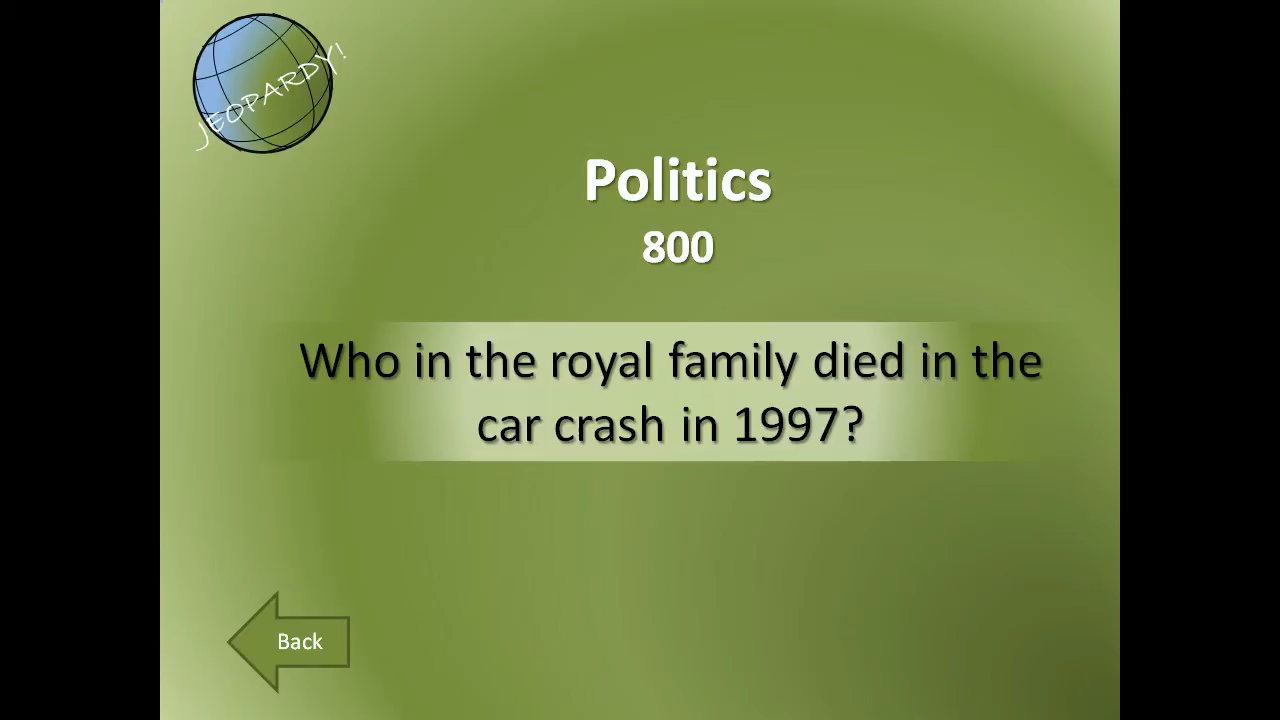 JEOPARDY!
Politics
800
Who in the royal family died in the
car crash in 1997?
Back